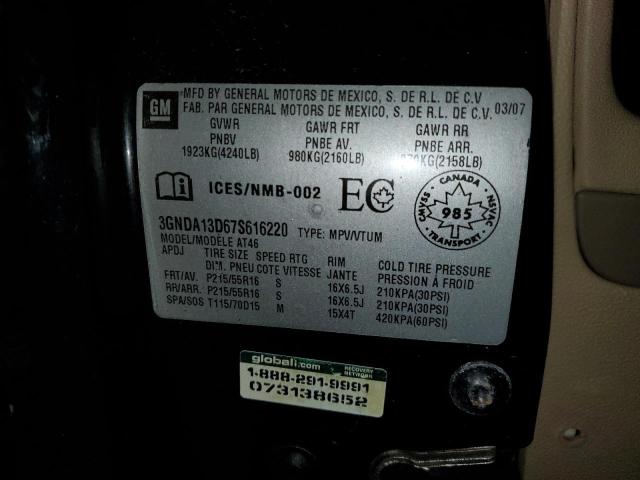 GM
MFD BY GENERAL MOTORS DE MEXICO, S. DE R.L. DE C.V
FAB. PAR GENERAL MOTORS DE MEXICO, S. DE R.L. DE C.V. 03/07
GVWR GAWR FRT GAWR RR
PNBV PNBE AV. PNBE ARR.
1923KG(4240LB) 980KG(2160LB) (2158LB)
ICES/NMB-002 EC
CANADA
CMVSS NSVAC
985
TRANSPORT
3GNDA13D67S616220 TYPE: MPV/VTUM
MODEL/MODÈLE AT46
APDJ TIRE SIZE SPEED RTG RIM COLD TIRE PRESSURE
DIM. PNEU COTE VITESSE JANTE PRESSION À FROID
FRT/AV. P215/55R16 S 16X6.5J 210KPA(30PSI)
RR/ARR. P215/55R16 S 16X6.5J 210KPA(30PSI)
SPA/SOS T115/70D15 M 15X4T 420KPA(60PSI)
globali.com RECOVERY NETWORK
1-888-291-9991
073138652